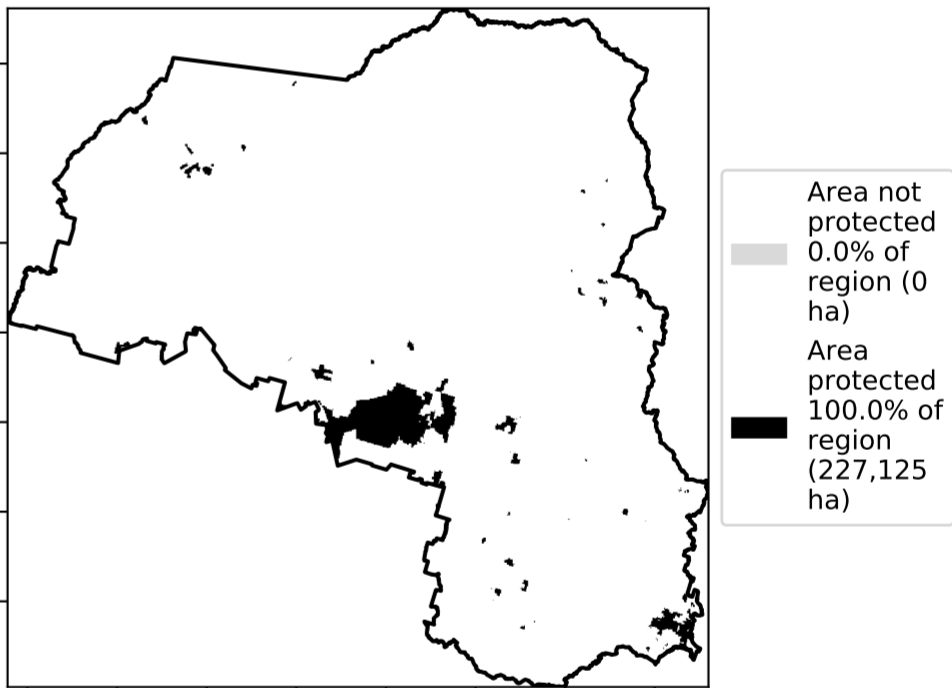 Area not
protected
0.0% of
region (0
ha)
Area
protected
100.0% of
region
(227,125
ha)